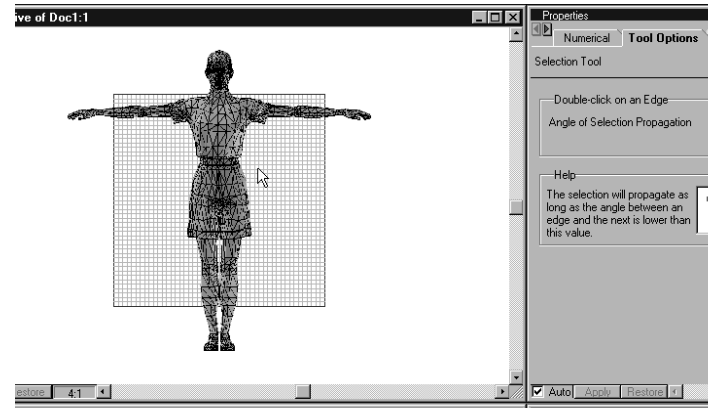 ive of Doc1:1
Properties
Numerical
Tool Options
Selection Tool
Double-click on an Edge
Angle of Selection Propagation
Help
The selection will propagate as
long as the angle between an
edge and the next is lower than
this value.
estore
4:1
Auto
Apply
Restore